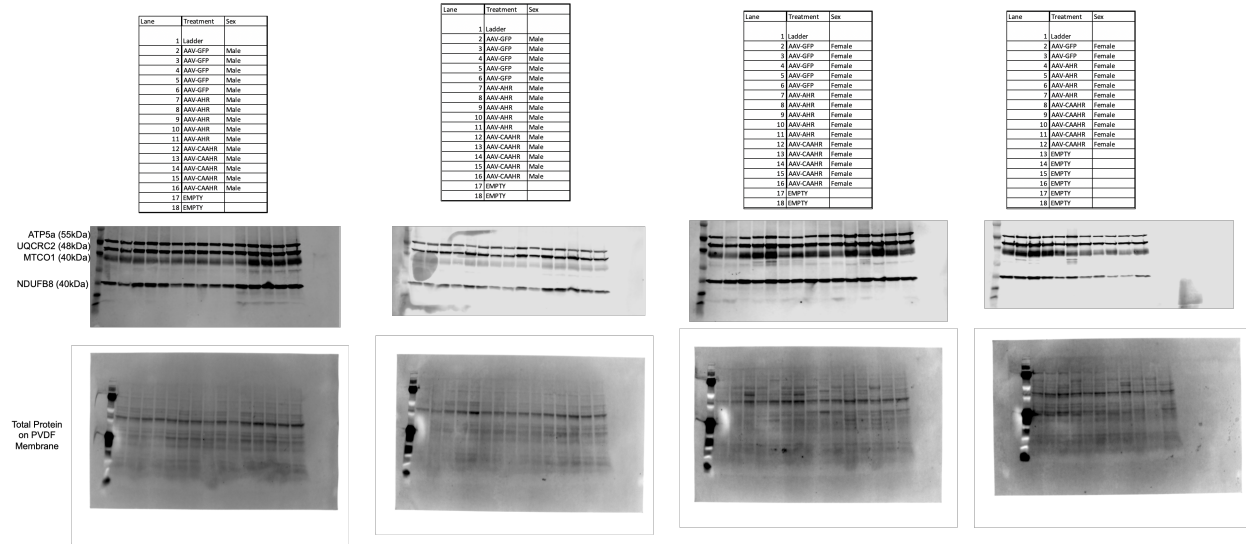 Lane Treatment Sex
1 Ladder
2 AAV-GFP Male
3 AAV-GFP Male
4 AAV-GFP Male
5 AAV-GFP Male
6 AAV-GFP Male
7 AAV-AHR Male
8 AAV-AHR Male
9 AAV-AHR Male
10 AAV-AHR Male
11 AAV-AHR Male
12 AAV-CAAHR Male
13 AAV-CAAHR Male
14 AAV-CAAHR Male
15 AAV-CAAHR Male
16 AAV-CAAHR Male
17 EMPTY
18 EMPTY
Lane Treatment Sex
1 Ladder
2 AAV-GFP Male
3 AAV-GFP Male
4 AAV-GFP Male
5 AAV-GFP Male
6 AAV-GFP Male
7 AAV-AHR Male
8 AAV-AHR Male
9 AAV-AHR Male
10 AAV-AHR Male
11 AAV-AHR Male
12 AAV-CAAHR Male
13 AAV-CAAHR Male
14 AAV-CAAHR Male
15 AAV-CAAHR Male
16 AAV-CAAHR Male
17 EMPTY
18 EMPTY
Lane Treatment Sex
1 Ladder
2 AAV-GFP Female
3 AAV-GFP Female
4 AAV-GFP Female
5 AAV-GFP Female
6 AAV-GFP Female
7 AAV-AHR Female
8 AAV-AHR Female
9 AAV-AHR Female
10 AAV-AHR Female
11 AAV-AHR Female
12 AAV-CAAHR Female
13 AAV-CAAHR Female
14 AAV-CAAHR Female
15 AAV-CAAHR Female
16 AAV-CAAHR Female
17 EMPTY
18 EMPTY
Lane Treatment Sex
1 Ladder
2 AAV-GFP Female
3 AAV-GFP Female
4 AAV-AHR Female
5 AAV-AHR Female
6 AAV-AHR Female
7 AAV-AHR Female
8 AAV-CAAHR Female
9 AAV-CAAHR Female
10 AAV-CAAHR Female
11 AAV-CAAHR Female
12 AAV-CAAHR Female
13 EMPTY
14 EMPTY
15 EMPTY
16 EMPTY
17 EMPTY
18 EMPTY
ATP5a (55kDa)
UQCRC2 (48kDa)
MTCO1 (40kDa)
NDUFB8 (40kDa)
Total Protein
on PVDF
Membrane